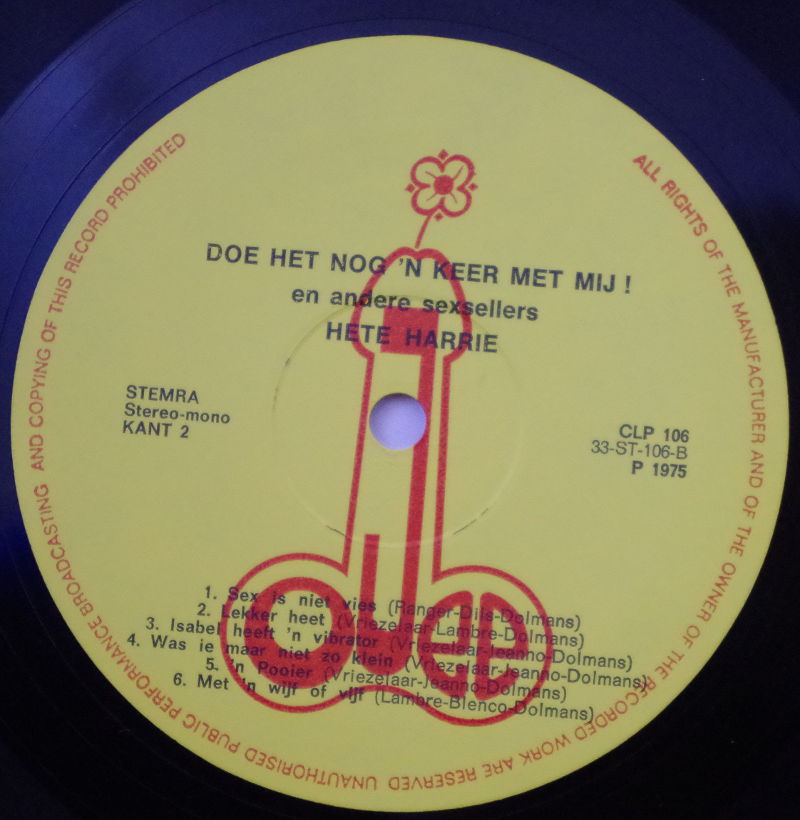 DOE HET NOG 'N KEER MET MIJ !
en andere sexsellers
HETE HARRIE
STEMRA
Stereo-mono
KANT 2
CLP 106
33-ST-106-B
P 1975
1. Sex is niet vies (Ranger-Dils-Dolmans)
2. Lekker heet (Vriezelaar-Lambre-Dolmans)
3. Isabel heeft 'n vibrator (Vriezelaar-Jeanno-Dolmans)
4. Was ie maar niet zo klein (Vriezelaar-Jeanno-Dolmans)
5. 'n Pooier (Vriezelaar-Jeanno-Dolmans)
6. Met 'n wijf of vijf (Lambre-Blenco-Dolmans)
ALL RIGHTS OF THE MANUFACTURER AND OF THE OWNER OF THE RECORDED WORK ARE RESERVED UNAUTHORISED PUBLIC PERFORMANCE BROADCASTING AND COPYING OF THIS RECORD PROHIBITED